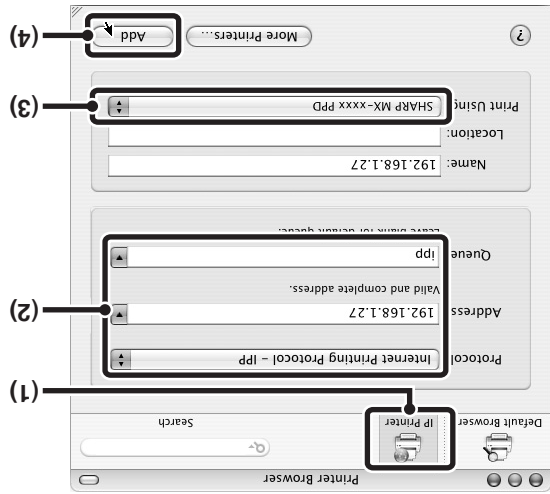 Printer Browser
Default Browser
IP Printer
Search
(1)
Protocol
Internet Printing Protocol - IPP
Address
192.168.1.27
Valid and complete address.
(2)
Queue
ipp
Leave blank for default queue.
Name:
192.168.1.27
Location:
Print Using
SHARP MX-xxxx PPD
(3)
?
More Printers...
Add
(4)